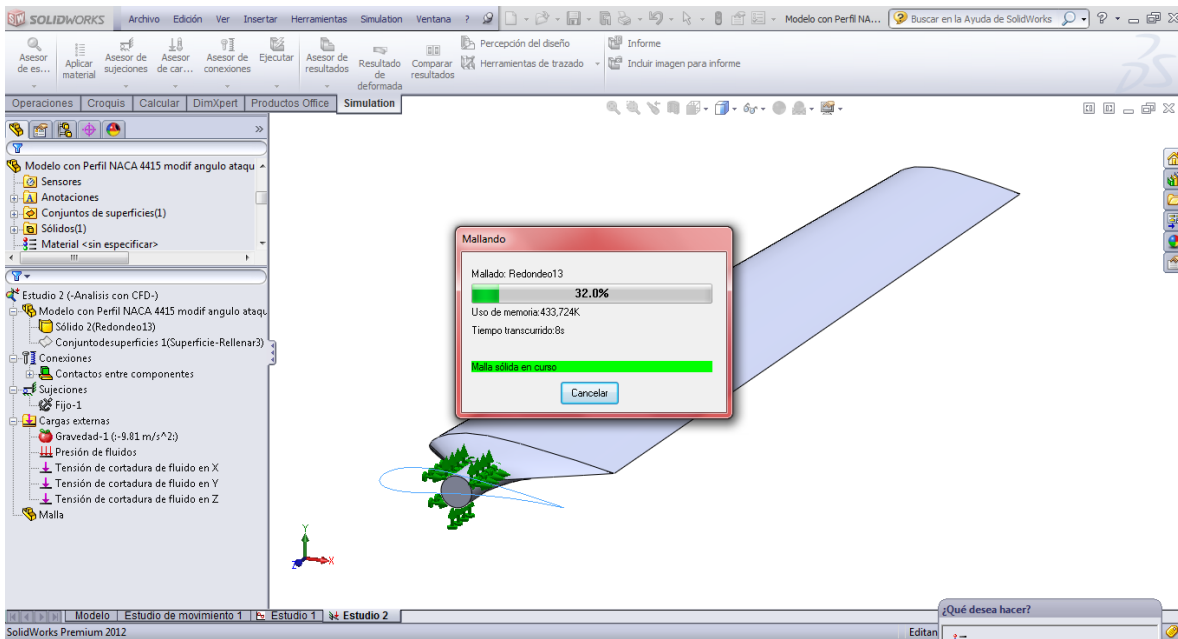 SOLIDWORKS Archivo Edición Ver Insertar Herramientas Simulation Ventana ? Modelo con Perfil NA... Buscar en la Ayuda de SolidWorks
Asesor de es...
Aplicar material
Asesor de sujeciones
Asesor de car...
Asesor de conexiones
Ejecutar
Asesor de resultados
Resultado de deformada
Comparar resultados
Percepción del diseño
Herramientas de trazado
Informe
Incluir imagen para informe
Operaciones Croquis Calcular DimXpert Productos Office Simulation
Modelo con Perfil NACA 4415 modif angulo ataqu
Sensores
Anotaciones
Conjuntos de superficies(1)
Sólidos(1)
Material <sin especificar>
Estudio 2 (-Analisis con CFD-)
Modelo con Perfil NACA 4415 modif angulo ataqu
Sólido 2(Redondeo13)
Conjuntodesuperficies 1(Superficie-Rellenar3)
Conexiones
Contactos entre componentes
Sujeciones
Fijo-1
Cargas externas
Gravedad-1 (:-9.81 m/s^2:)
Presión de fluidos
Tensión de cortadura de fluido en X
Tensión de cortadura de fluido en Y
Tensión de cortadura de fluido en Z
Malla
Mallando
Mallado: Redondeo13
32.0%
Uso de memoria:433,724K
Tiempo transcurrido:8s
Malla sólida en curso
Cancelar
Y
X
Z
Modelo Estudio de movimiento 1 Estudio 1 Estudio 2
¿Qué desea hacer?
SolidWorks Premium 2012 Editan